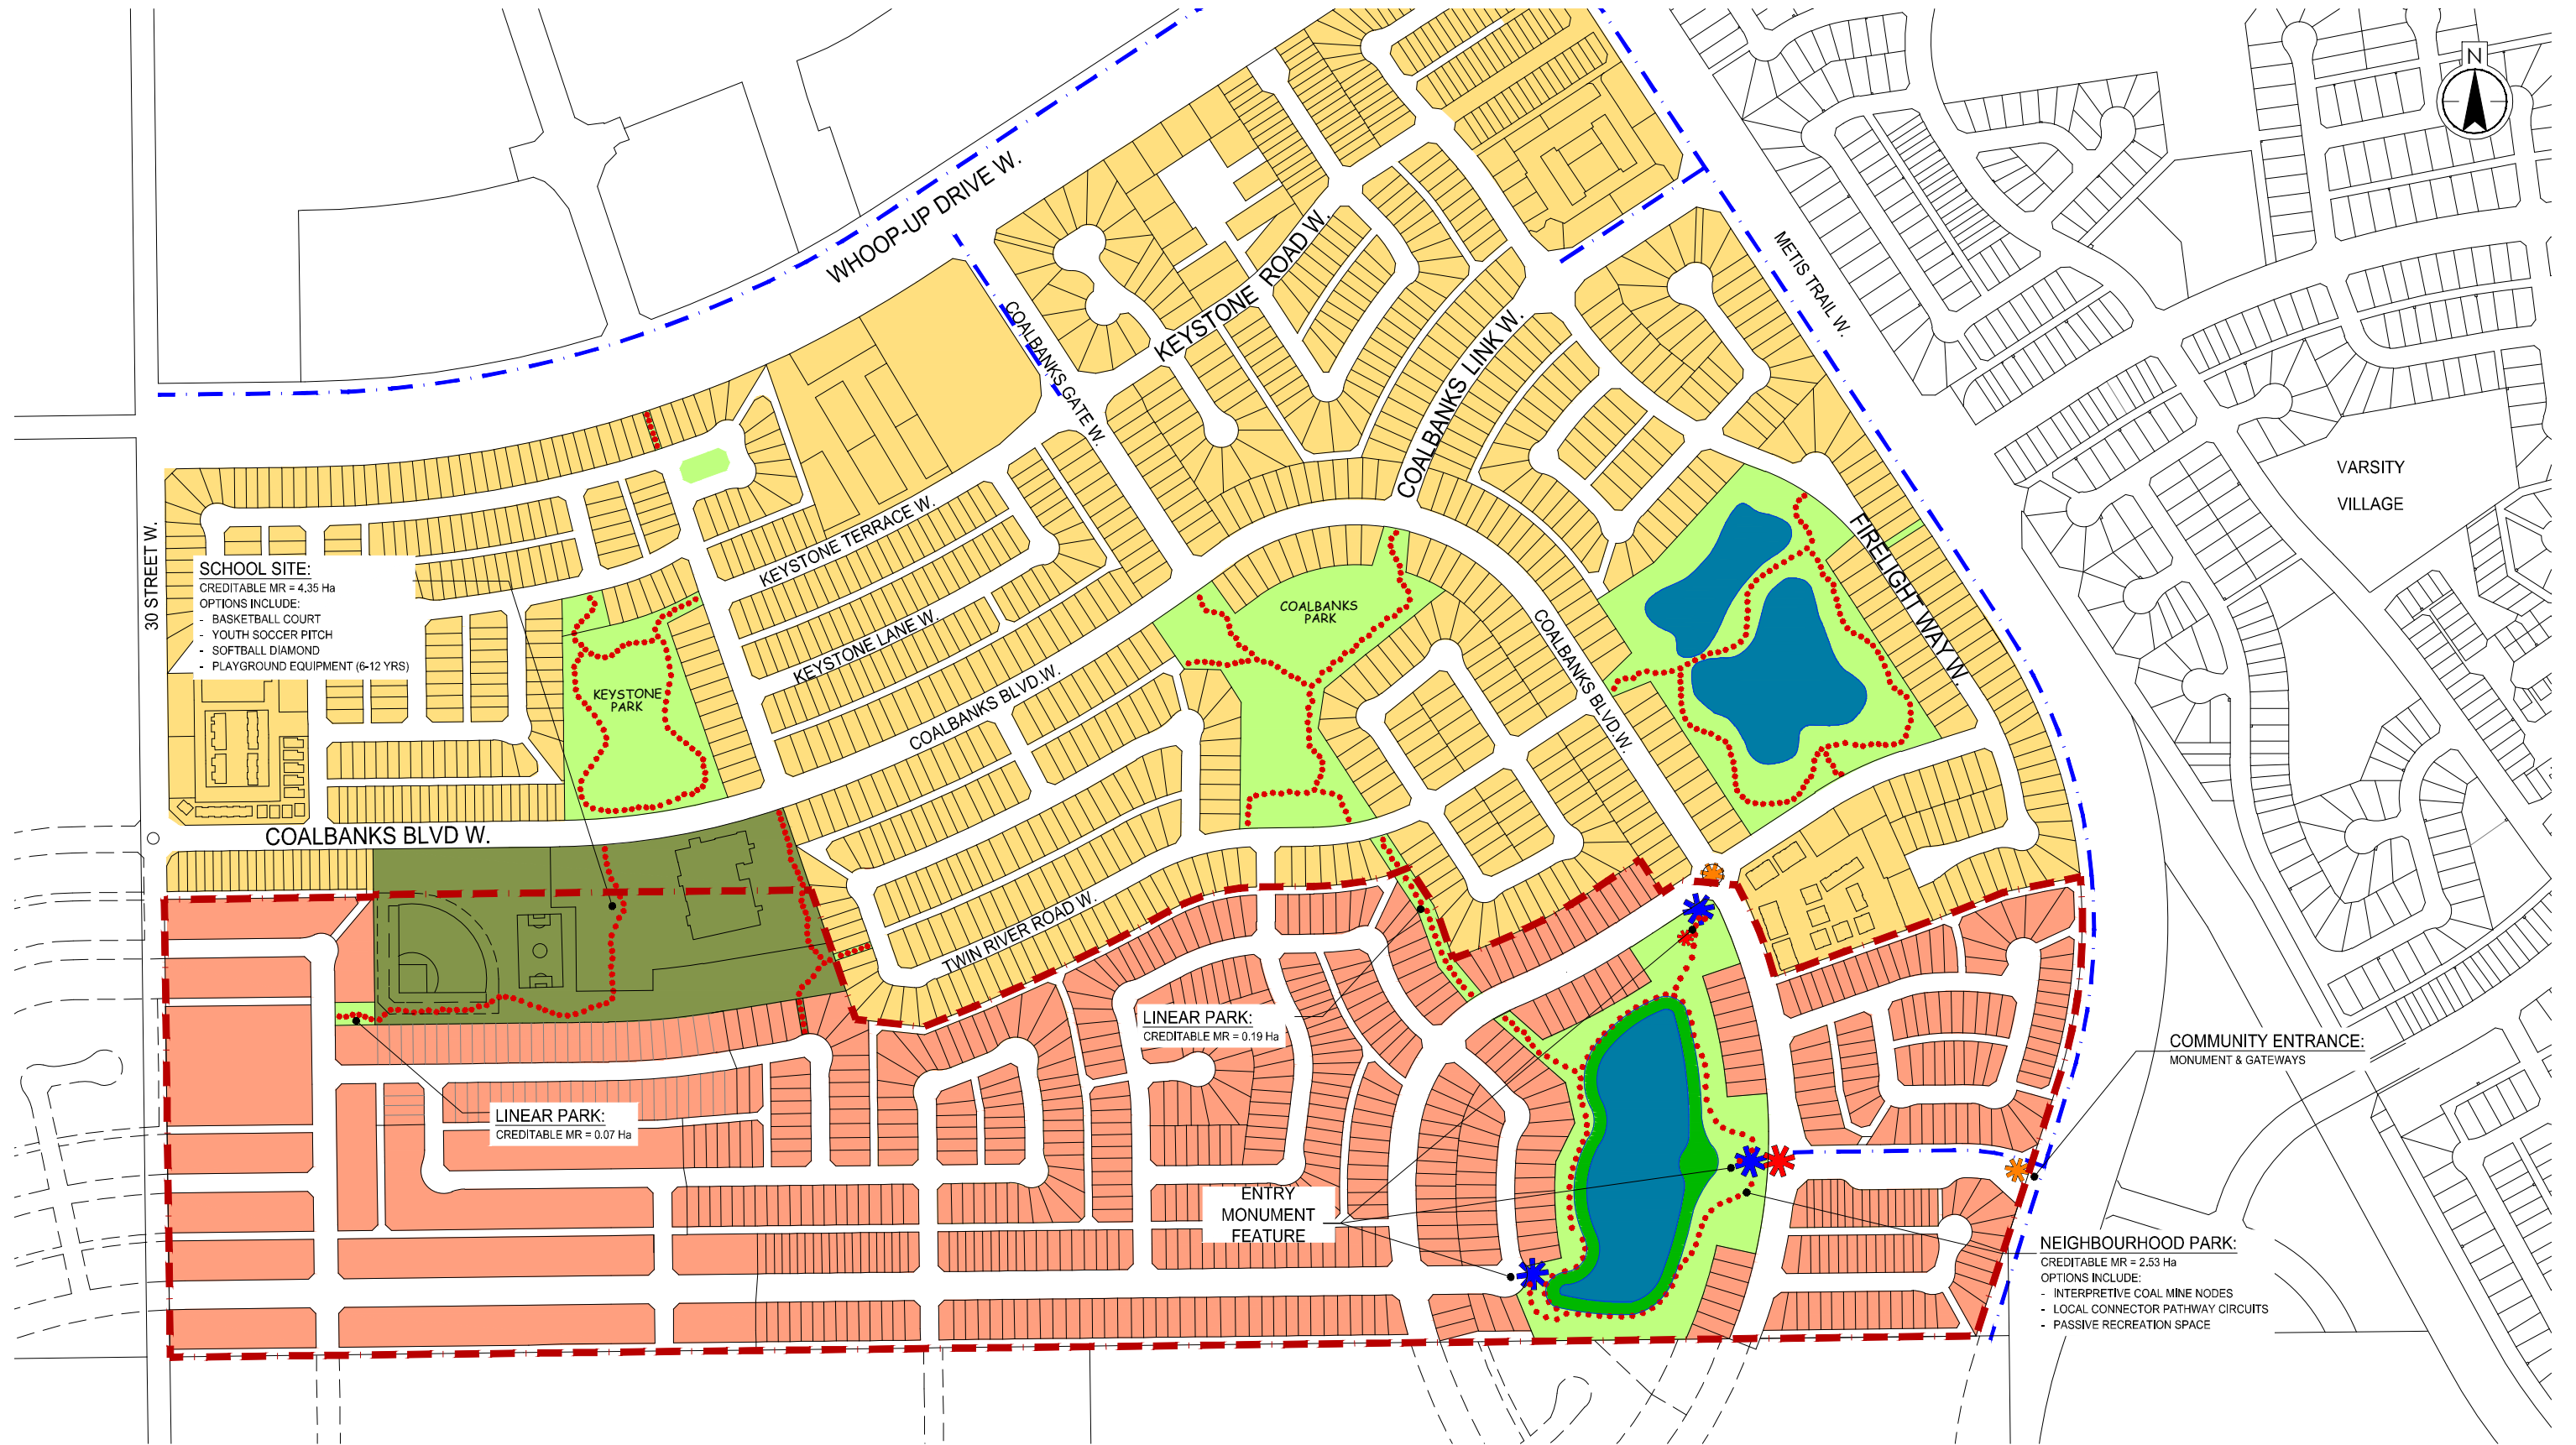 N
WHOOP-UP DRIVE W.
METIS TRAIL W.
KEYSTONE ROAD W.
COALBANKS GATE W.
COALBANKS LINK W.
VARSITY
VILLAGE
30 STREET W.
KEYSTONE TERRACE W.
FIRELIGHT WAY W.
SCHOOL SITE:
CREDITABLE MR = 4.35 Ha
OPTIONS INCLUDE:
- BASKETBALL COURT
- YOUTH SOCCER PITCH
- SOFTBALL DIAMOND
- PLAYGROUND EQUIPMENT (6-12 YRS)
COALBANKS
PARK
KEYSTONE LANE W.
COALBANKS BLVD.W.
KEYSTONE
PARK
COALBANKS BLVD.W.
COALBANKS BLVD W.
TWIN RIVER ROAD W.
LINEAR PARK:
CREDITABLE MR = 0.19 Ha
COMMUNITY ENTRANCE:
MONUMENT & GATEWAYS
LINEAR PARK:
CREDITABLE MR = 0.07 Ha
ENTRY
MONUMENT
FEATURE
NEIGHBOURHOOD PARK:
CREDITABLE MR = 2.53 Ha
OPTIONS INCLUDE:
- INTERPRETIVE COAL MINE NODES
- LOCAL CONNECTOR PATHWAY CIRCUITS
- PASSIVE RECREATION SPACE